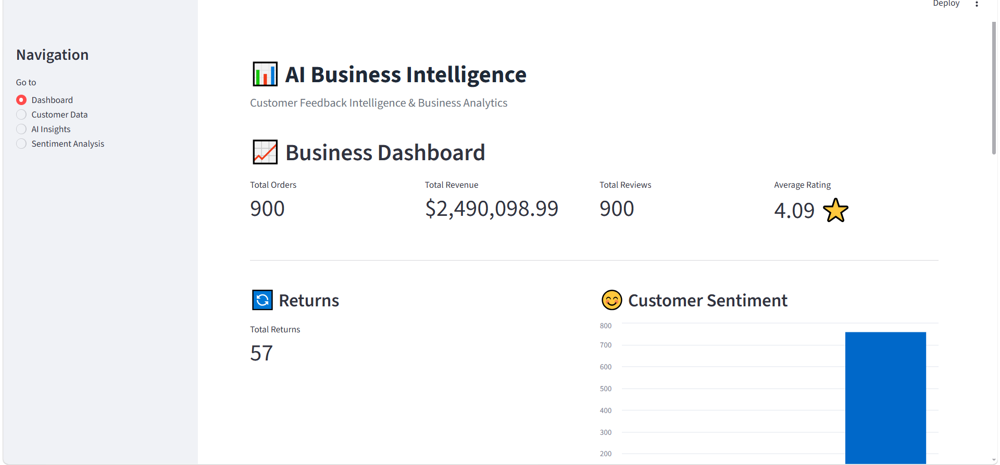 Deploy
Navigation
Go to
Dashboard
Customer Data
AI Insights
Sentiment Analysis
AI Business Intelligence
Customer Feedback Intelligence & Business Analytics
Business Dashboard
Total Orders
900
Total Revenue
$2,490,098.99
Total Reviews
900
Average Rating
4.09
Returns
Total Returns
57
Customer Sentiment
800
700
600
500
400
300
200